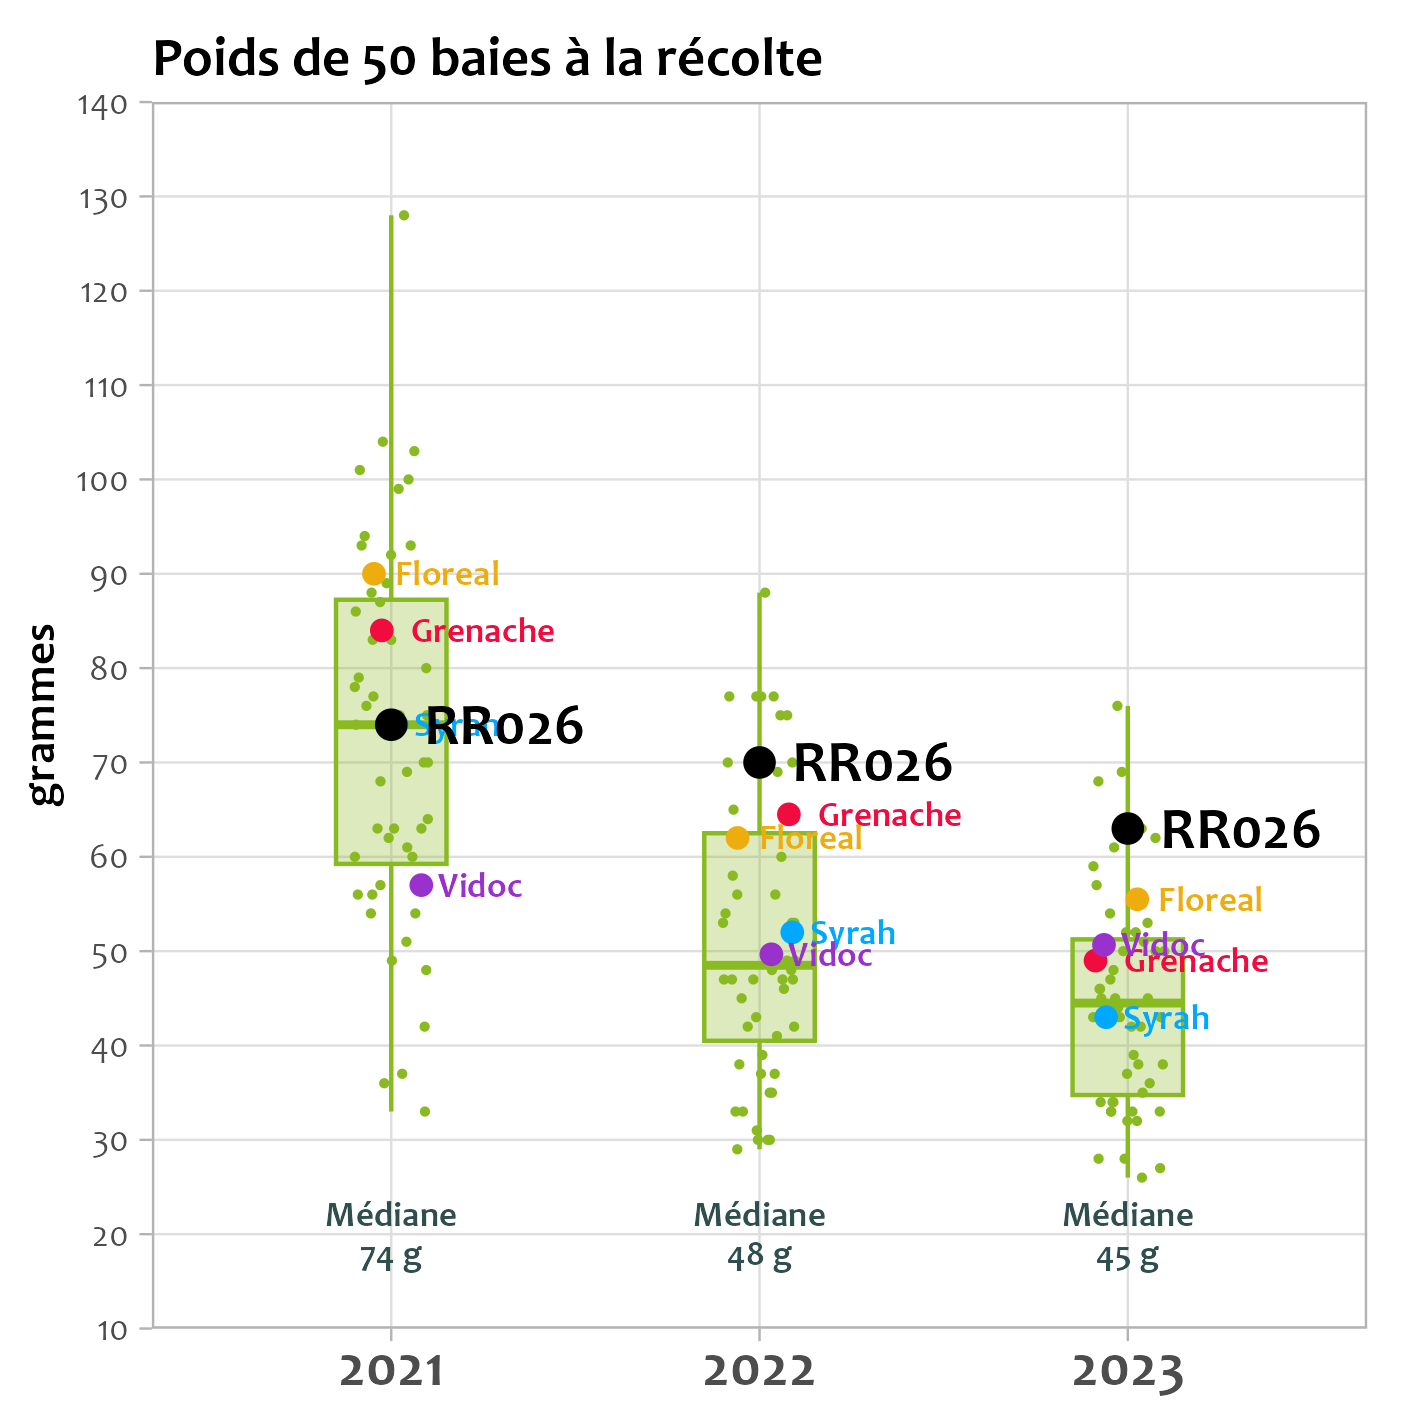 Poids de 50 baies à la récolte
grammes
140
130
120
110
100
90
80
70
60
50
40
30
20
10
Floreal
Grenache
Syrah
RR026
Vidoc
RR026
Grenache
Floreal
Syrah
Vidoc
RR026
Floreal
Vidoc
Grenache
Syrah
Médiane
74 g
Médiane
48 g
Médiane
45 g
2021
2022
2023